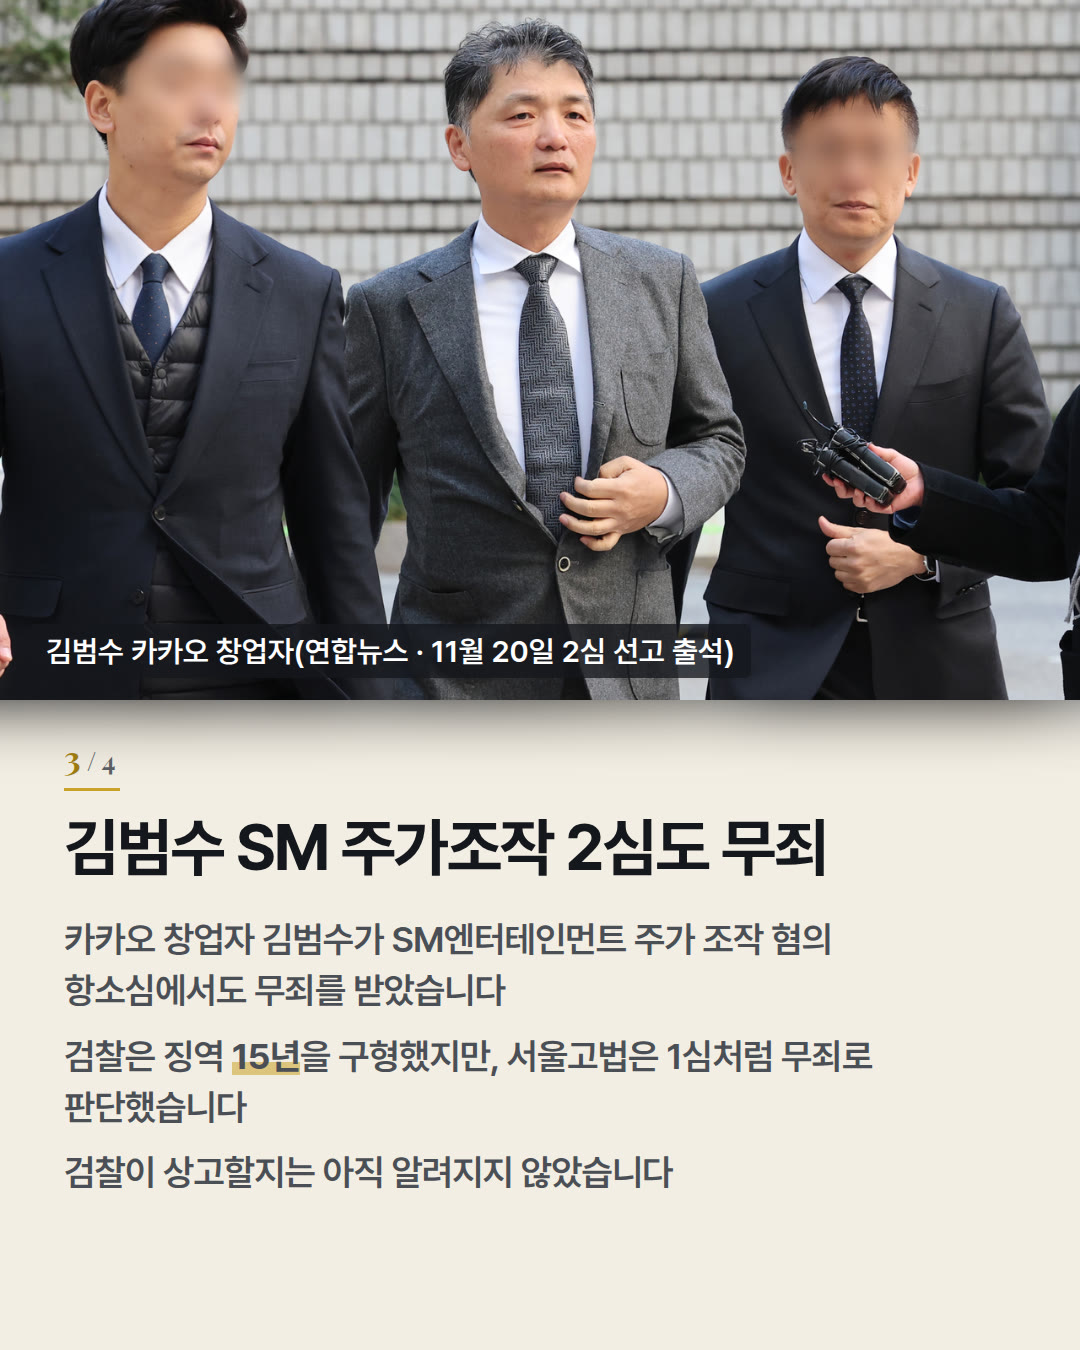 김범수 카카오 창업자(연합뉴스 · 11월 20일 2심 선고 출석)
3 / 4
김범수 SM 주가조작 2심도 무죄
카카오 창업자 김범수가 SM엔터테인먼트 주가 조작 혐의
항소심에서도 무죄를 받았습니다
검찰은 징역 15년을 구형했지만, 서울고법은 1심처럼 무죄로
판단했습니다
검찰이 상고할지는 아직 알려지지 않았습니다